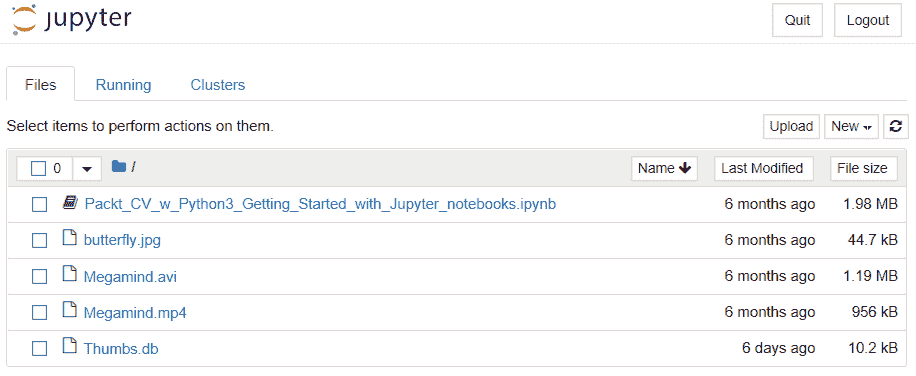 jupyter
Quit Logout
Files Running Clusters
Select items to perform actions on them.
Upload New
0 / Name Last Modified File size
Packt_CV_w_Python3_Getting_Started_with_Jupyter_notebooks.ipynb 6 months ago 1.98 MB
butterfly.jpg 6 months ago 44.7 kB
Megamind.avi 6 months ago 1.19 MB
Megamind.mp4 6 months ago 956 kB
Thumbs.db 6 days ago 10.2 kB